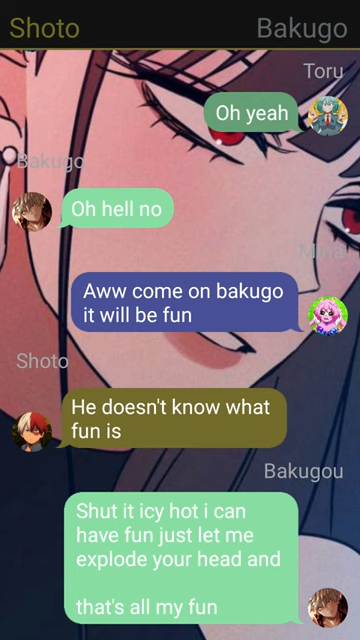 Shoto Bakugo
Toru
Oh yeah
Bakugo
Oh hell no
Mina
Aww come on bakugo
it will be fun
Shoto
He doesn't know what
fun is
Bakugou
Shut it icy hot i can
have fun just let me
explode your head and
that's all my fun